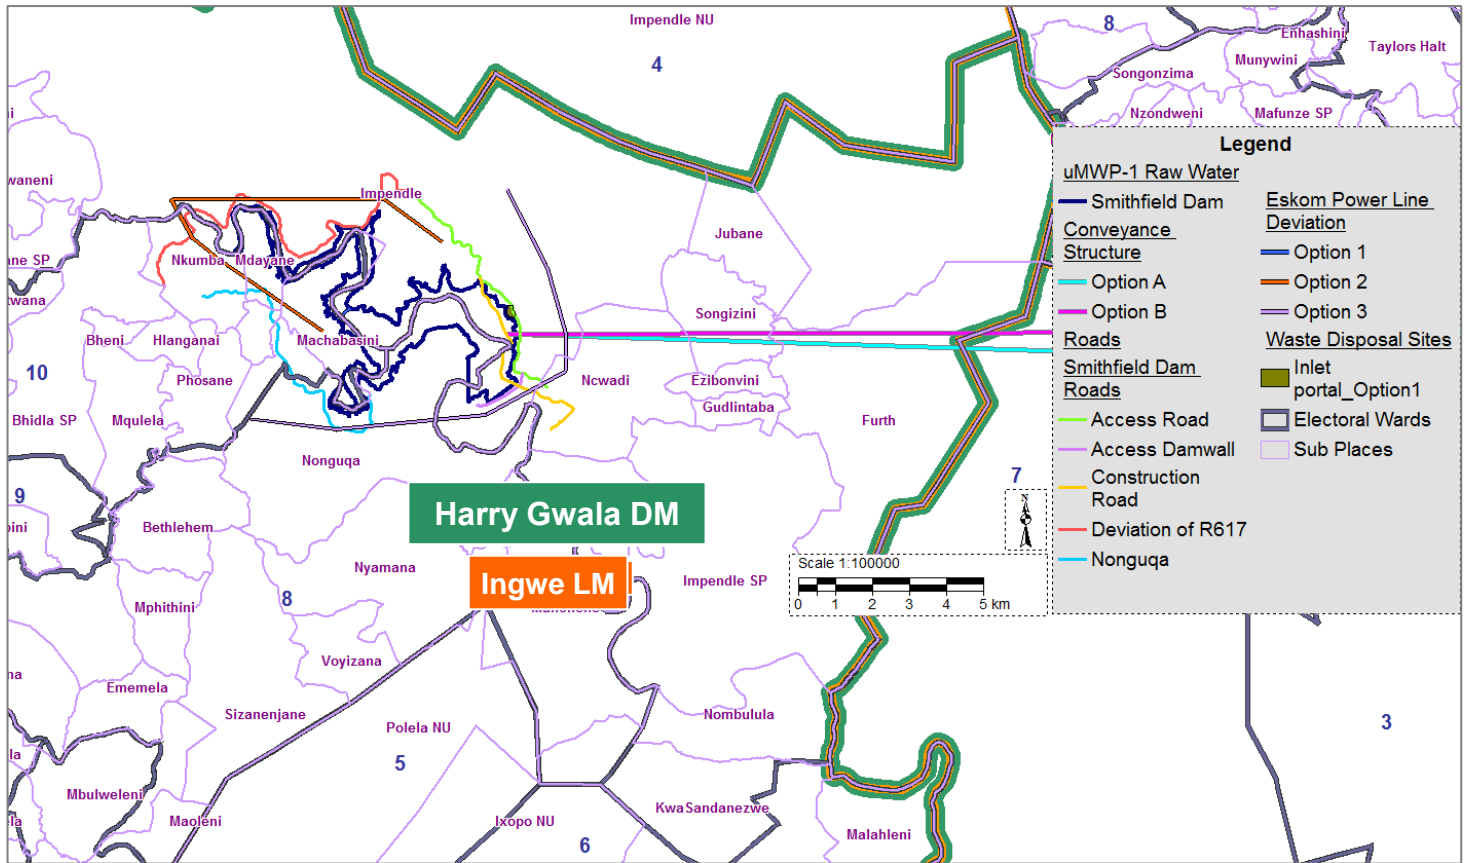 Impendle NU
8
Enhashini
Taylors Halt
Munywini
4
Songonzima
Nzondweni
Mafunze SP
waneni
Impendle
Jubane
ane SP
Nkumba
Mdayane
wana
Songizini
Bheni
Hlanganai
Machabasini
10
Phosane
Ncwadi
Ezibonvini
Gudlintaba
Bhidla SP
Mqulela
Furth
Nonguqa
7
9
Harry Gwala DM
ini
Bethlehem
Nyamana
Ingwe LM
Impendle SP
8
Mphithini
Voyizana
na
Ememela
Sizanenjane
Polela NU
Nombulula
3
la
5
Mbulweleni
la
Maoleni
Ixopo NU
KwaSandanezwe
6
Malahleni
Legend
uMWP-1 Raw Water
Smithfield Dam
Conveyance
Structure
Option A
Option B
Roads
Smithfield Dam
Roads
Access Road
Access Damwall
Construction
Road
Deviation of R617
Nonguqa
Eskom Power Line
Deviation
Option 1
Option 2
Option 3
Waste Disposal Sites
Inlet
portal_Option1
Electoral Wards
Sub Places
N
Scale 1:100000
0 1 2 3 4 5 km